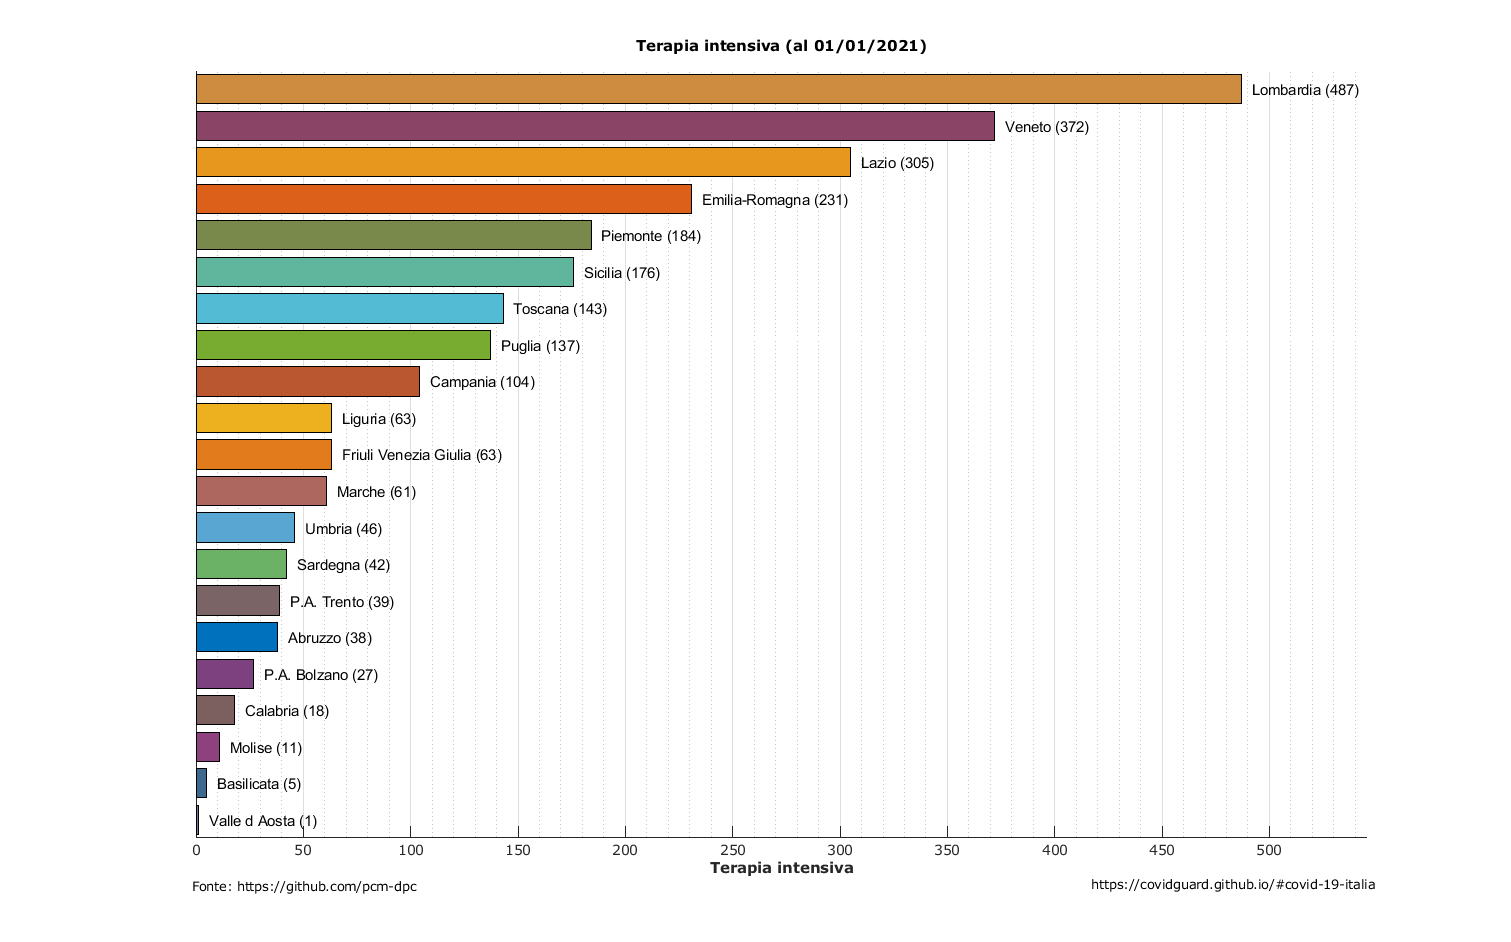 Terapia intensiva (al 01/01/2021)
Lombardia (487)
Veneto (372)
Lazio (305)
Emilia-Romagna (231)
Piemonte (184)
Sicilia (176)
Toscana (143)
Puglia (137)
Campania (104)
Liguria (63)
Friuli Venezia Giulia (63)
Marche (61)
Umbria (46)
Sardegna (42)
P.A. Trento (39)
Abruzzo (38)
P.A. Bolzano (27)
Calabria (18)
Molise (11)
Basilicata (5)
Valle d Aosta (1)
0 50 100 150 200 250 300 350 400 450 500
Terapia intensiva
Fonte: https://github.com/pcm-dpc
https://covidguard.github.io/#covid-19-italia